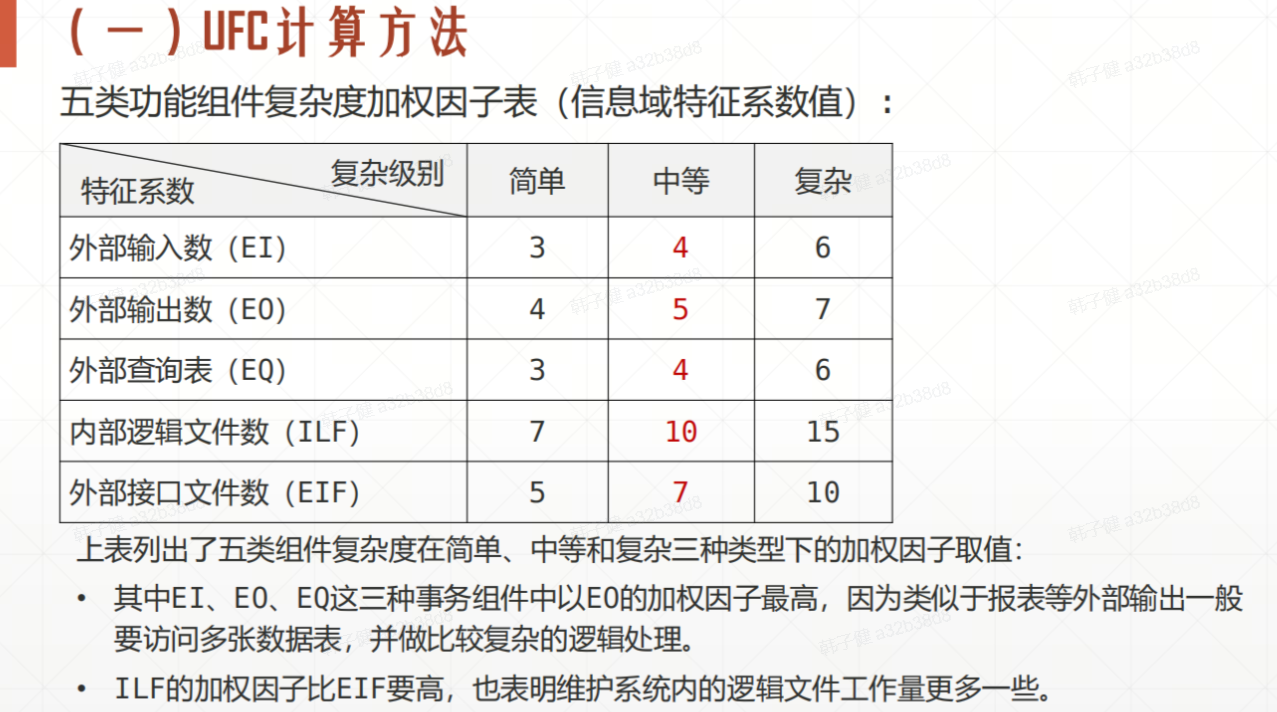 （一）UFC计算方法
五类功能组件复杂度加权因子表（信息域特征系数值）:
复杂级别
特征系数
简单 中等 复杂
外部输入数（EI） 3 4 6
外部输出数（EO） 4 5 7
外部查询表（EQ） 3 4 6
内部逻辑文件数（ILF） 7 10 15
外部接口文件数（EIF） 5 7 10
上表列出了五类组件复杂度在简单、中等和复杂三种类型下的加权因子取值：
• 其中EI、EO、EQ这三种事务组件中以EO的加权因子最高，因为类似于报表等外部输出一般
要访问多张数据表，并做比较复杂的逻辑处理。
• ILF的加权因子比EIF要高，也表明维护系统内的逻辑文件工作量更多一些。
韩子健 a32b38d8